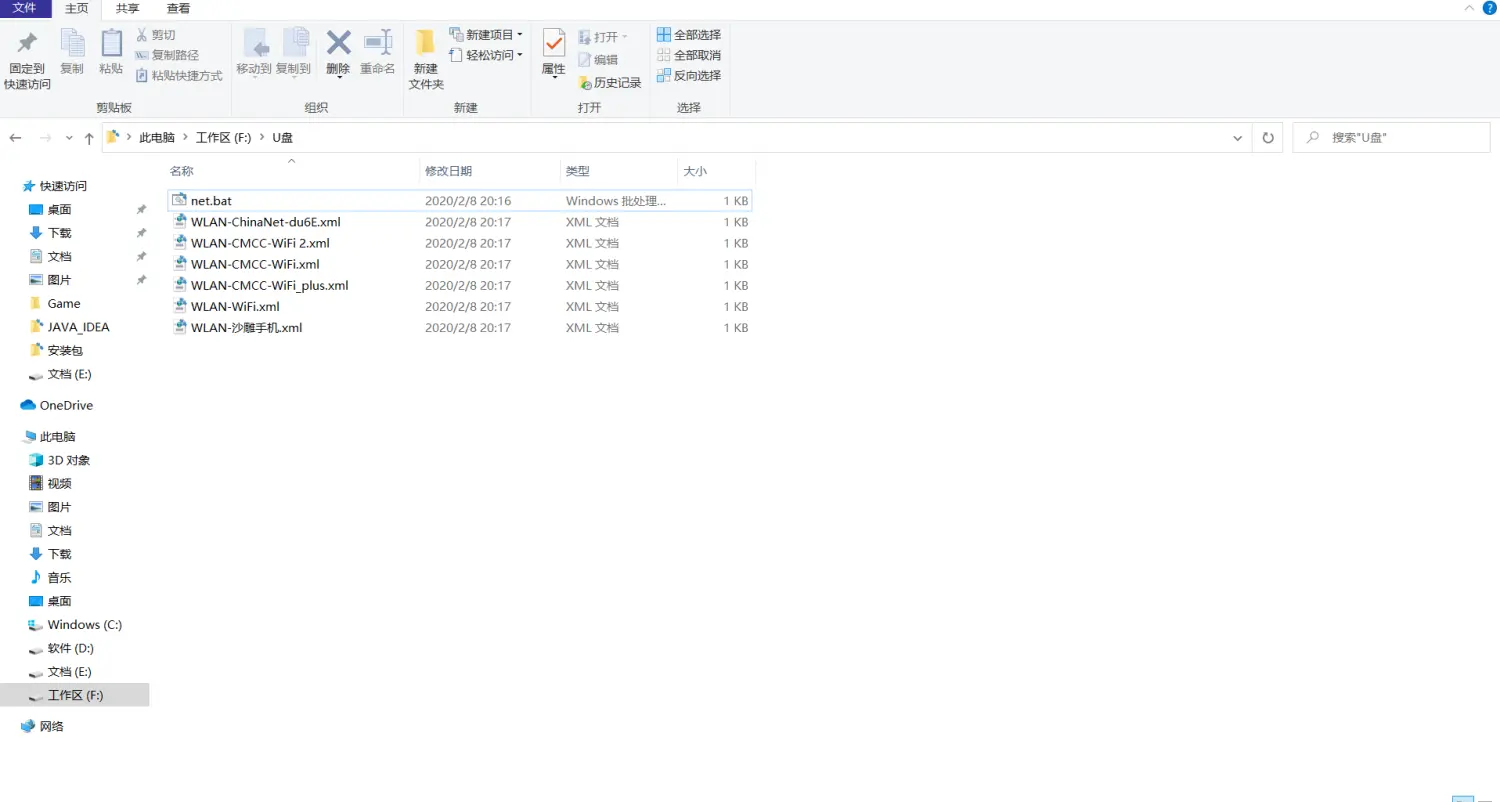 文件 主页 共享 查看
固定到快速访问 复制 粘贴 剪切 复制路径 粘贴快捷方式
移动到 复制到 删除 重命名
新建文件夹 新建项目 轻松访问
属性 打开 编辑 历史记录
全部选择 全部取消 反向选择
剪贴板 组织 新建 打开 选择
此电脑 工作区 (F:) U盘
搜索"U盘"
名称 修改日期 类型 大小
net.bat 2020/2/8 20:16 Windows 批处理... 1 KB
WLAN-ChinaNet-du6E.xml 2020/2/8 20:17 XML 文档 1 KB
WLAN-CMCC-WiFi 2.xml 2020/2/8 20:17 XML 文档 1 KB
WLAN-CMCC-WiFi.xml 2020/2/8 20:17 XML 文档 1 KB
WLAN-CMCC-WiFi_plus.xml 2020/2/8 20:17 XML 文档 1 KB
WLAN-WiFi.xml 2020/2/8 20:17 XML 文档 1 KB
WLAN-沙雕手机.xml 2020/2/8 20:17 XML 文档 1 KB
快速访问
桌面
下载
文档
图片
Game
JAVA_IDEA
安装包
文档 (E:)
OneDrive
此电脑
3D 对象
视频
图片
文档
下载
音乐
桌面
Windows (C:)
软件 (D:)
文档 (E:)
工作区 (F:)
网络